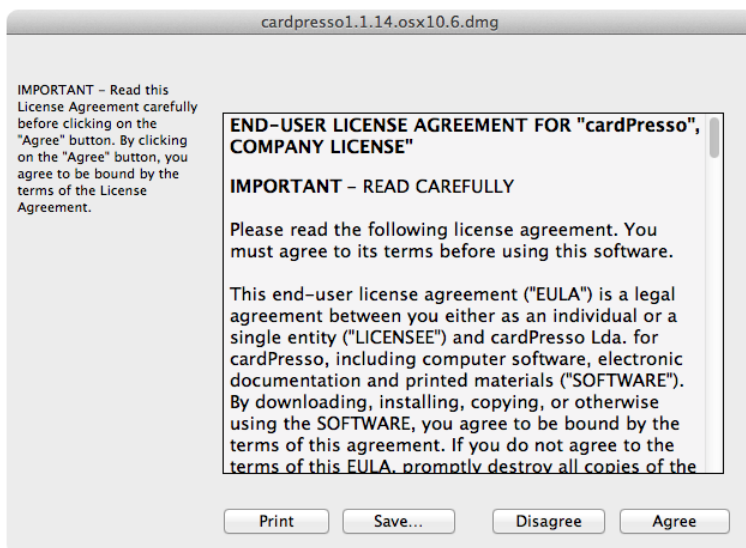 cardpresso1.1.14.osx10.6.dmg
IMPORTANT – Read this
License Agreement carefully
before clicking on the
"Agree" button. By clicking
on the "Agree" button, you
agree to be bound by the
terms of the License
Agreement.
END-USER LICENSE AGREEMENT FOR "cardPresso",
COMPANY LICENSE"
IMPORTANT – READ CAREFULLY
Please read the following license agreement. You
must agree to its terms before using this software.
This end-user license agreement ("EULA") is a legal
agreement between you either as an individual or a
single entity ("LICENSEE") and cardPresso Lda. for
cardPresso, including computer software, electronic
documentation and printed materials ("SOFTWARE").
By downloading, installing, copying, or otherwise
using the SOFTWARE, you agree to be bound by the
terms of this agreement. If you do not agree to the
terms of this EULA, promptly destroy all copies of the
Print Save... Disagree Agree